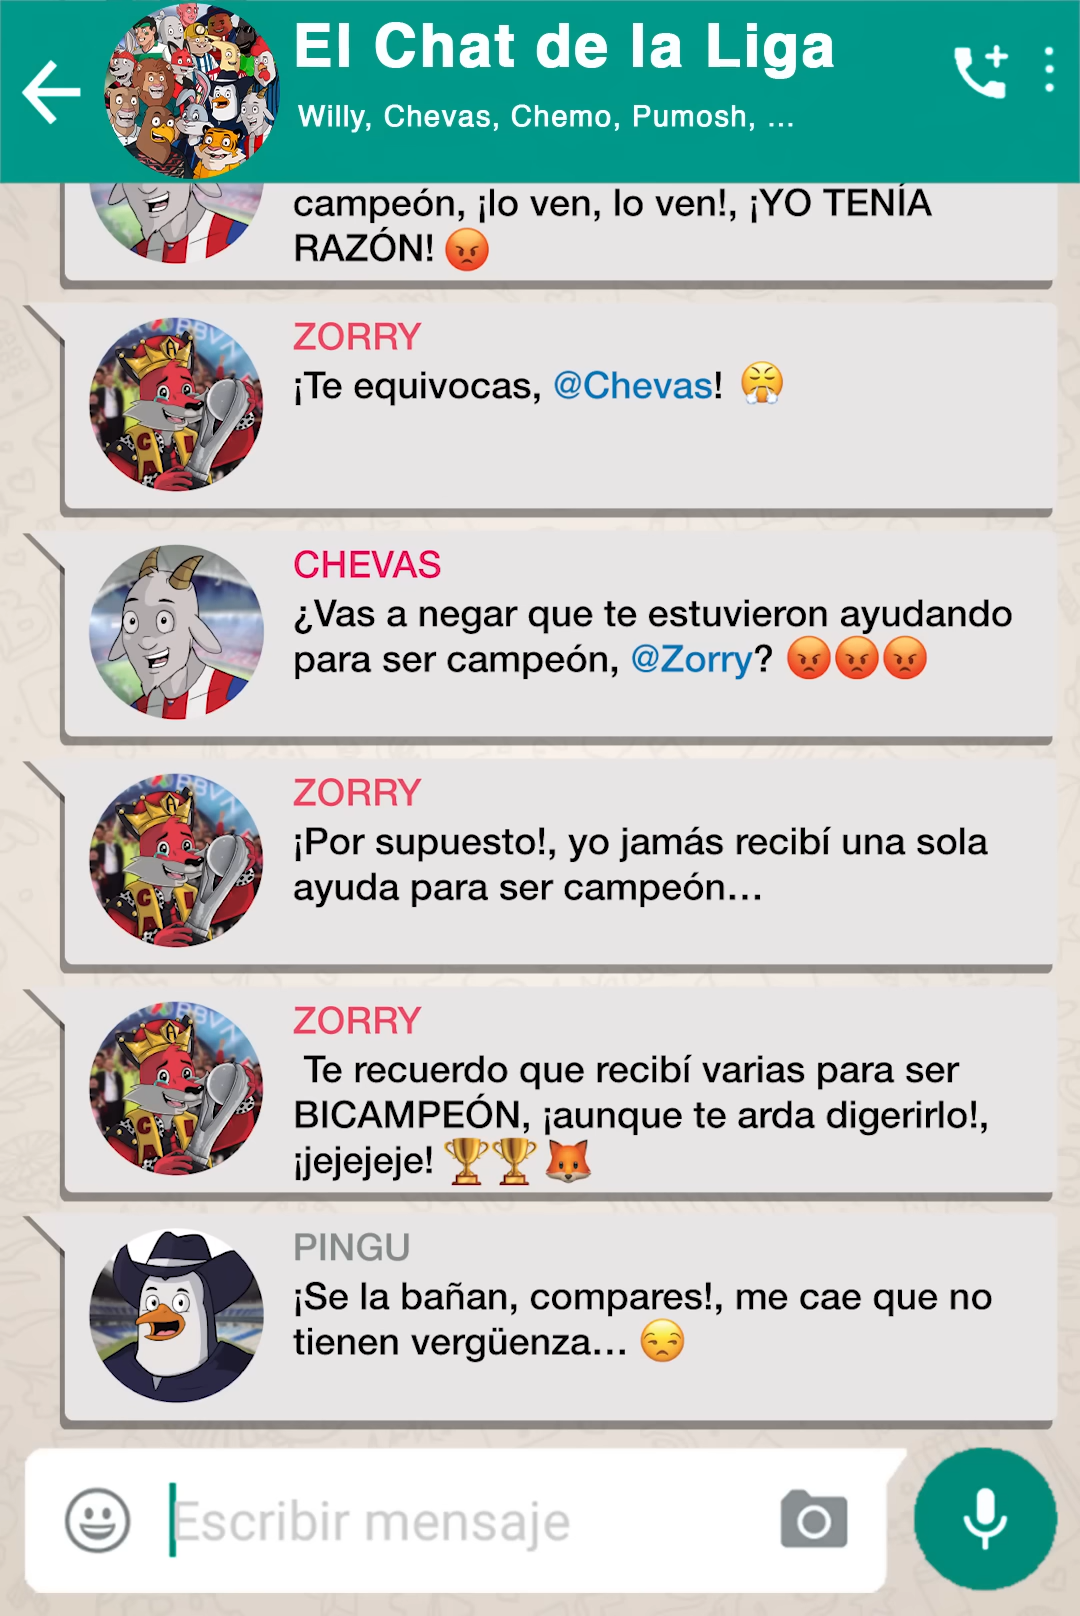 El Chat de la Liga
Willy, Chevas, Chemo, Pumosh, ...
campeón, ¡lo ven, lo ven!, ¡YO TENÍA
RAZÓN! 😡
ZORRY
¡Te equivocas, @Chevas! 😤
CHEVAS
¿Vas a negar que te estuvieron ayudando
para ser campeón, @Zorry? 😡😡😡
ZORRY
¡Por supuesto!, yo jamás recibí una sola
ayuda para ser campeón...
ZORRY
Te recuerdo que recibí varias para ser
BICAMPEÓN, ¡aunque te arda digerirlo!,
¡jejejeje! 🏆🏆🦊
PINGU
¡Se la bañan, compares!, me cae que no
tienen vergüenza... 😒
Escribir mensaje